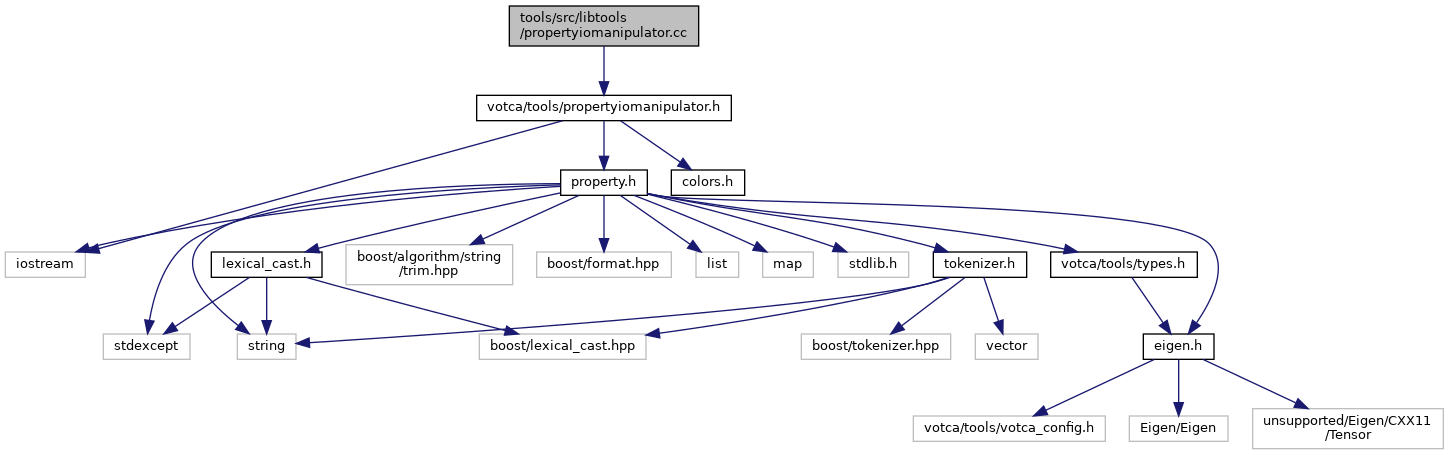 tools/src/libtools
/propertyiomanipulator.cc
votca/tools/propertyiomanipulator.h
property.h
colors.h
iostream
lexical_cast.h
boost/algorithm/string
/trim.hpp
boost/format.hpp
list
map
stdlib.h
tokenizer.h
votca/tools/types.h
stdexcept
string
boost/lexical_cast.hpp
boost/tokenizer.hpp
vector
eigen.h
votca/tools/votca_config.h
Eigen/Eigen
unsupported/Eigen/CXX11
/Tensor